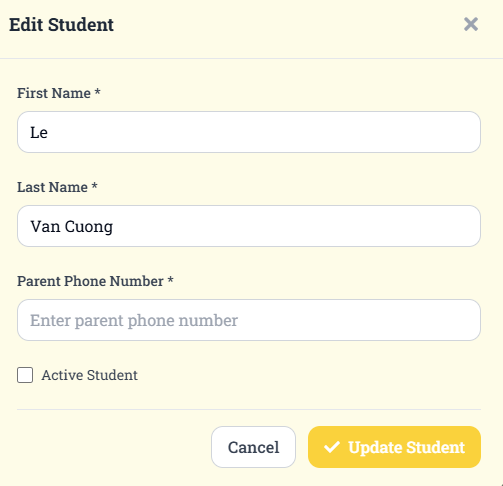 Edit Student
First Name *
Le
Last Name *
Van Cuong
Parent Phone Number *
Enter parent phone number
Active Student
Cancel
Update Student